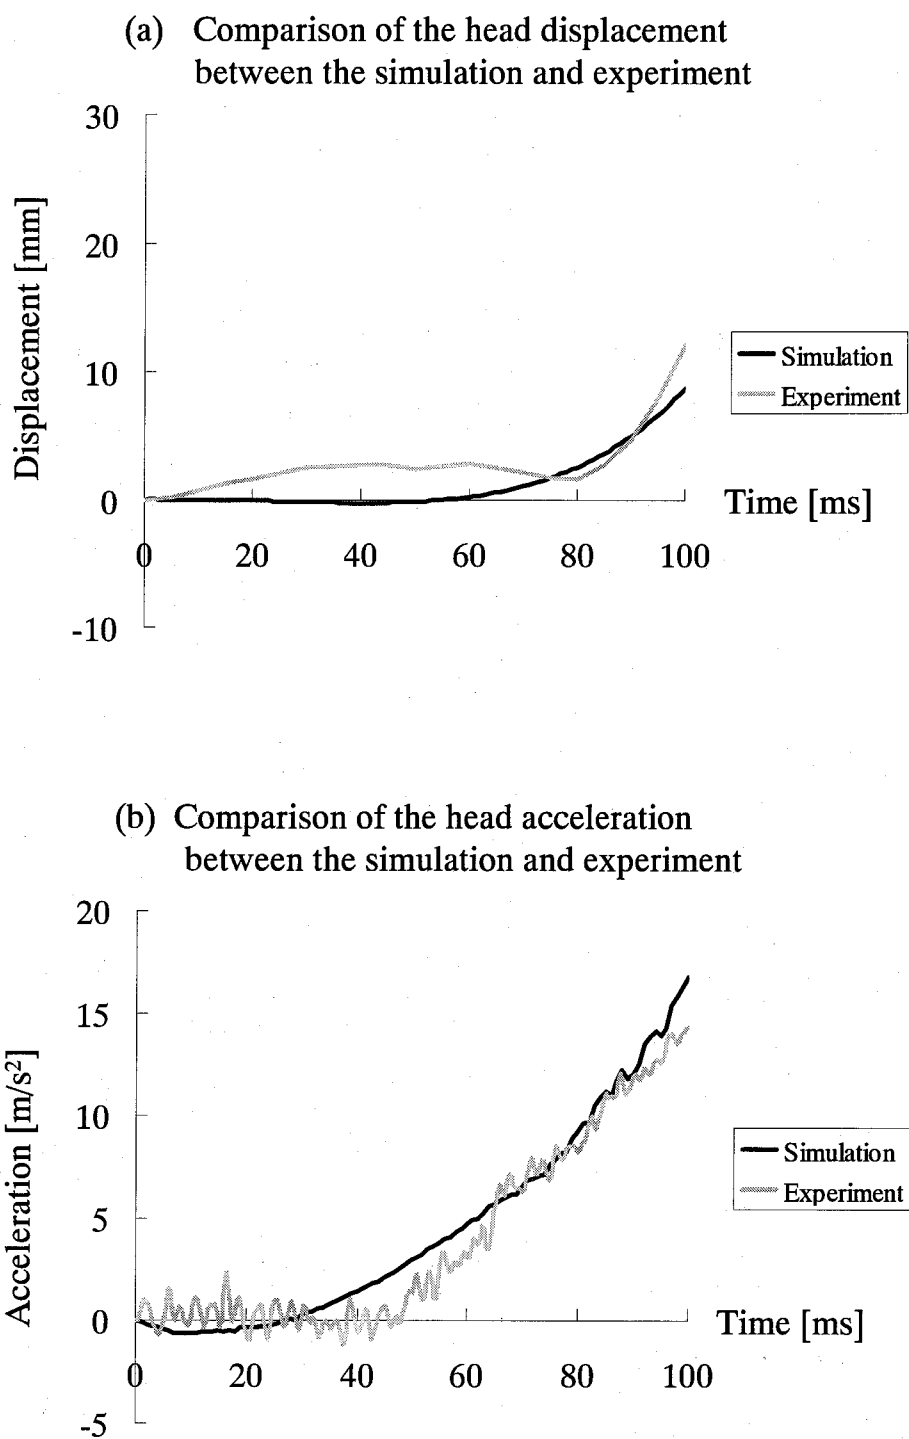 (a) Comparison of the head displacement
between the simulation and experiment
30
20
10
0
-10
Displacement [mm]
0 20 40 60 80 100
Time [ms]
Simulation
Experiment
(b) Comparison of the head acceleration
between the simulation and experiment
20
15
10
5
0
-5
Acceleration [m/s²]
0 20 40 60 80 100
Time [ms]
Simulation
Experiment